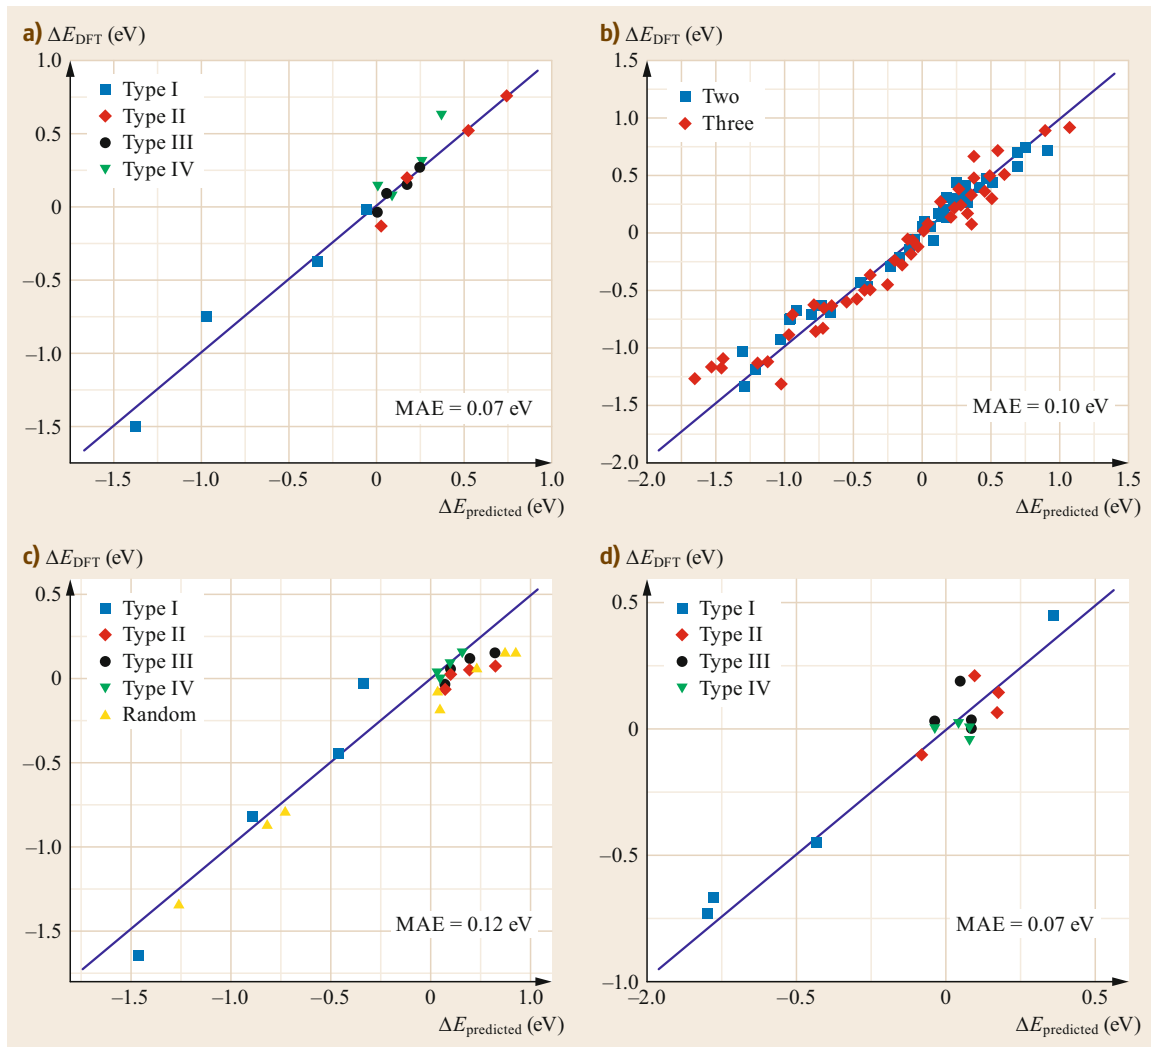 a) ΔE_DFT (eV)
1.0
0.5
0
–0.5
–1.0
–1.5
Type I
Type II
Type III
Type IV
MAE = 0.07 eV
–1.5 –1.0 –0.5 0 0.5 1.0
ΔE_predicted (eV)
b) ΔE_DFT (eV)
1.5
1.0
0.5
0
–0.5
–1.0
–1.5
–2.0
Two
Three
MAE = 0.10 eV
–2.0 –1.5 –1.0 –0.5 0 0.5 1.0 1.5
ΔE_predicted (eV)
c) ΔE_DFT (eV)
0.5
0
–0.5
–1.0
–1.5
Type I
Type II
Type III
Type IV
Random
MAE = 0.12 eV
–1.5 –1.0 –0.5 0 1.0
ΔE_predicted (eV)
d) ΔE_DFT (eV)
0.5
0
–0.5
–1.0
Type I
Type II
Type III
Type IV
MAE = 0.07 eV
–2.0 –0.5 0 0.5
ΔE_predicted (eV)